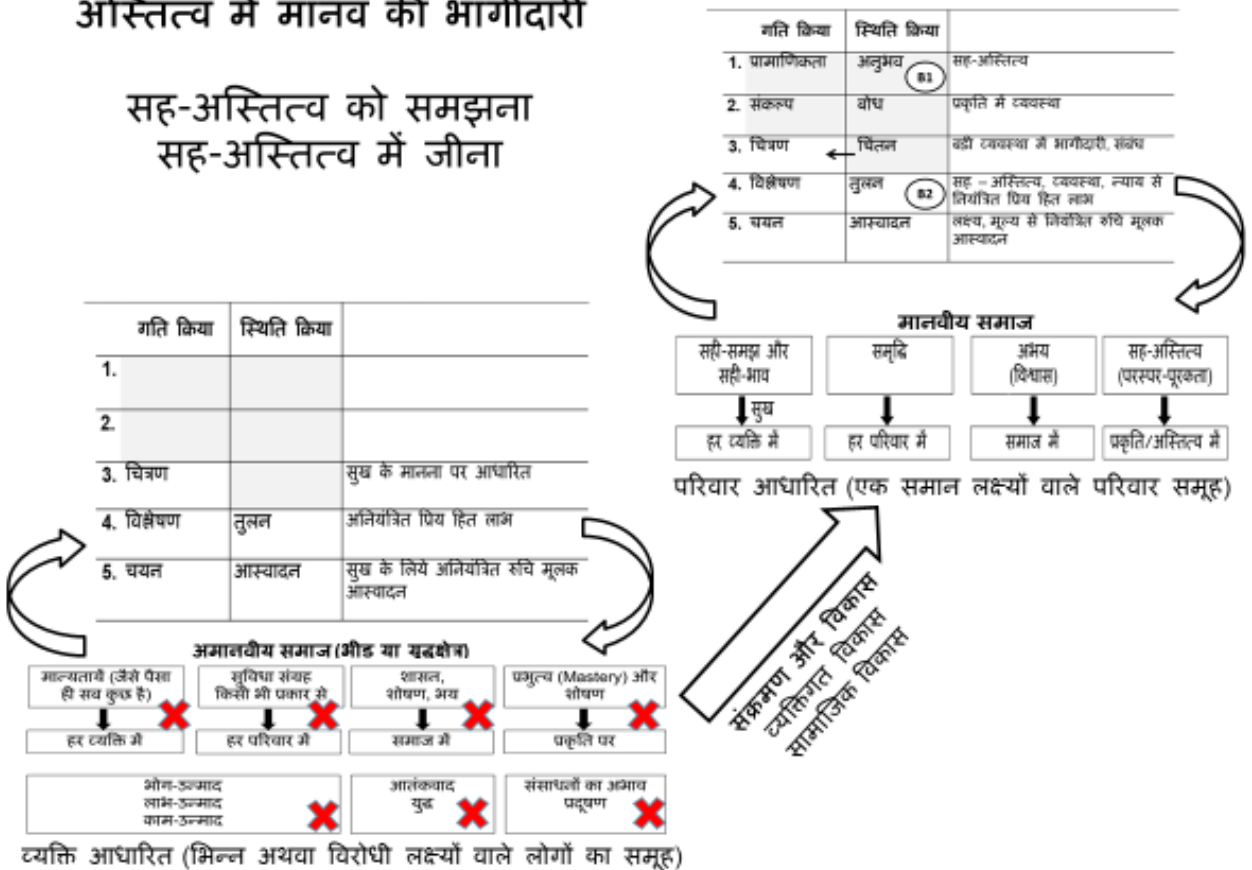 अस्तित्व में मानव की भागीदारी
सह-अस्तित्व को समझना
सह-अस्तित्व में जीना
गति क्रिया स्थिति क्रिया
1. प्रामाणिकता अनुभव B1 सह-अस्तित्व
2. संकल्प बोध प्रकृति में व्यवस्था
3. चित्रण चिंतन बडी व्यवस्था में भागीदारी, संबंध
4. विश्लेषण तुलन B2 सह – अस्तित्व, व्यवस्था, न्याय से
नियंत्रित प्रिय हित लाभ
5. चयन आस्वादन लक्ष्य, मूल्य से नियंत्रित रुचि मूलक
आस्वादन
मानवीय समाज
सही-समझ और
सही-भाव
समृद्धि
अभय
(विश्वास)
सह-अस्तित्व
(परस्पर-पूरकता)
सुख
हर व्यक्ति में
हर परिवार में
समाज में
प्रकृति/अस्तित्व में
परिवार आधारित (एक समान लक्ष्यों वाले परिवार समूह)
गति क्रिया स्थिति क्रिया
1.
2.
3. चित्रण सुख के मानना पर आधारित
4. विश्लेषण तुलन अनियंत्रित प्रिय हित लाभ
5. चयन आस्वादन सुख के लिये अनियंत्रित रुचि मूलक
आस्वादन
अमानवीय समाज (भीड या युद्धक्षेत्र)
मान्यतायें (जैसे पैसा
ही सब कुछ है)
सुविधा संग्रह
किसी भी प्रकार से
शासन,
शोषण, भय
प्रभुत्व (Mastery) और
शोषण
हर व्यक्ति में
हर परिवार में
समाज में
प्रकृति पर
भोग-उन्माद
लाभ-उन्माद
काम-उन्माद
आतंकवाद
युद्ध
संसाधनों का अभाव
प्रदूषण
व्यक्ति आधारित (भिन्न अथवा विरोधी लक्ष्यों वाले लोगों का समूह)
संक्रमण और विकास
व्यक्तिगत विकास
सामाजिक विकास